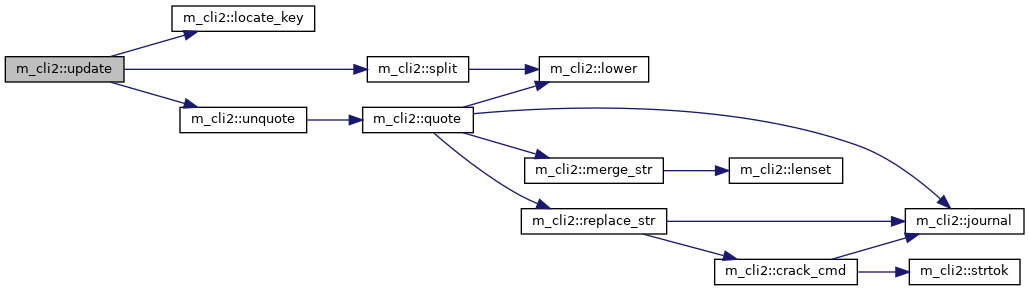 m_cli2::locate_key
m_cli2::update
m_cli2::split
m_cli2::lower
m_cli2::unquote
m_cli2::quote
m_cli2::merge_str
m_cli2::lenset
m_cli2::replace_str
m_cli2::journal
m_cli2::crack_cmd
m_cli2::strtok